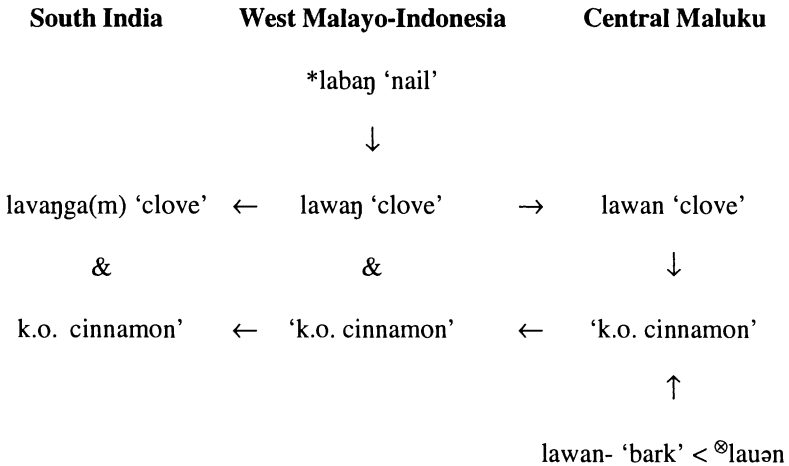 South India West Malayo-Indonesia Central Maluku
*labaŋ ‘nail’
↓
lavaŋga(m) ‘clove’ ← lawaŋ ‘clove’ → lawan ‘clove’
& & ↓
k.o. cinnamon’ ← ‘k.o. cinnamon’ ← ‘k.o. cinnamon’
↑
lawan- ‘bark’ < ⊗lauən